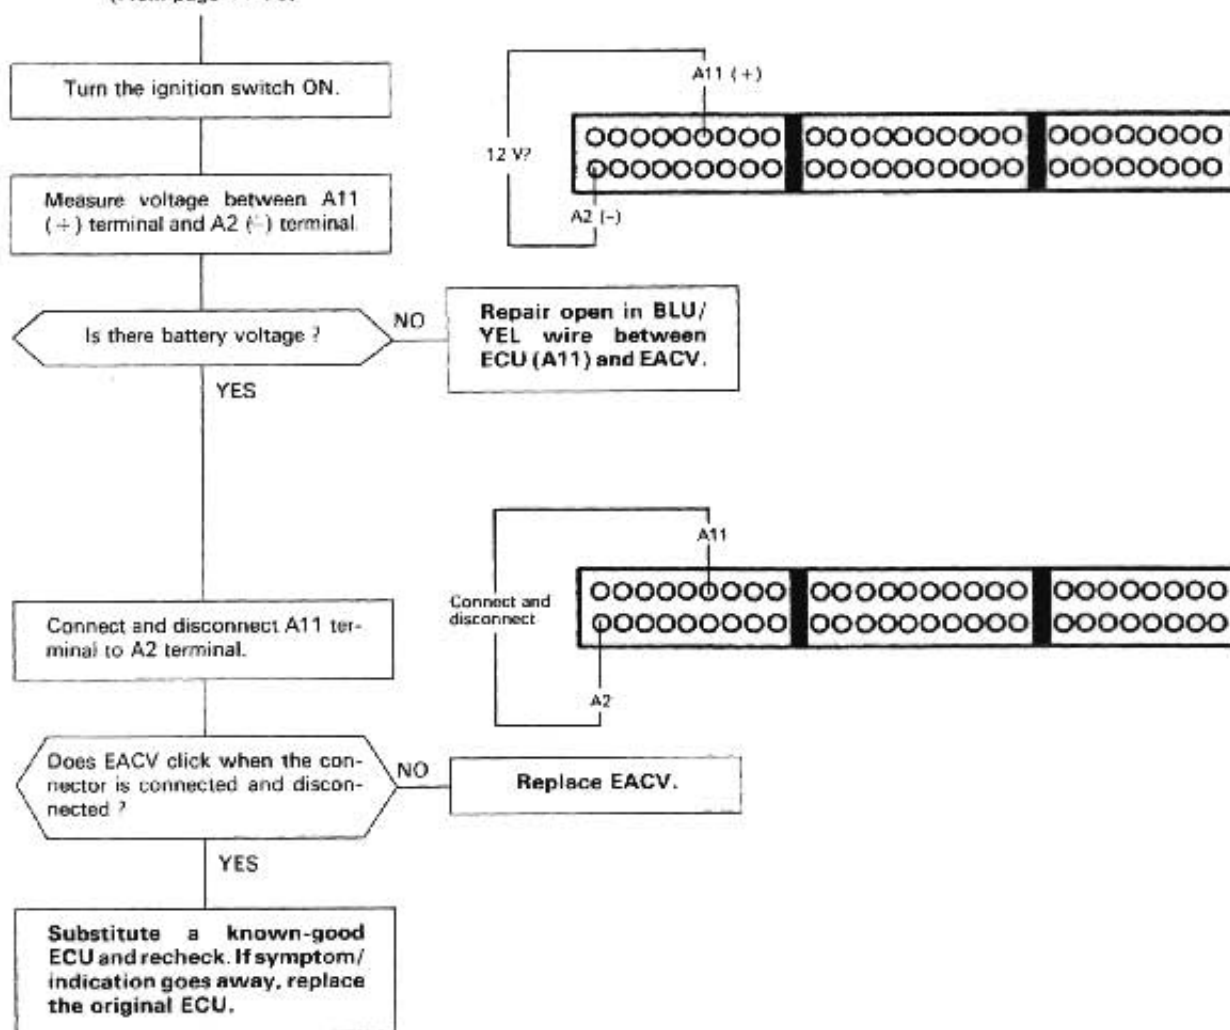 Turn the ignition switch ON.
A11 (+)
12 V?
A2 (-)
Measure voltage between A11
(+) terminal and A2 (-) terminal.
Is there battery voltage ?
NO
Repair open in BLU/
YEL wire between
ECU (A11) and EACV.
YES
A11
Connect and
disconnect
A2
Connect and disconnect A11 ter-
minal to A2 terminal.
Does EACV click when the con-
nector is connected and discon-
nected ?
NO
Replace EACV.
YES
Substitute a known-good
ECU and recheck. If symptom/
indication goes away, replace
the original ECU.